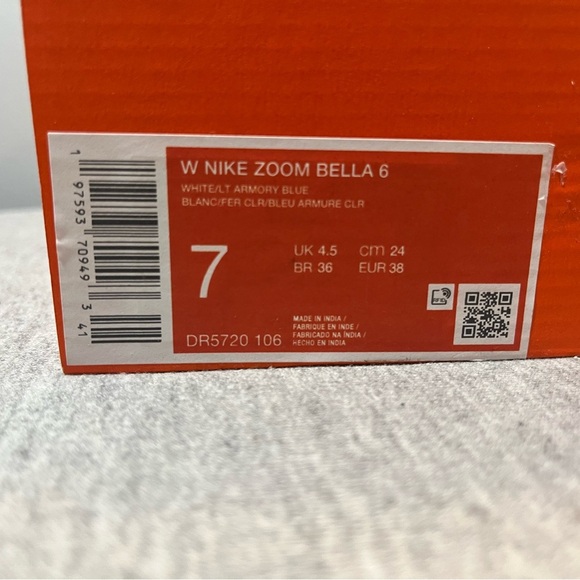 W NIKE ZOOM BELLA 6
WHITE/LT ARMORY BLUE
BLANC/FER CLR/BLEU ARMURE CLR
7
UK 4.5 cm 24
BR 36 EUR 38
MADE IN INDIA /
FABRIQUE EN INDE /
FABRICADO NA ÍNDIA /
HECHO EN INDIA
DR5720 106
1 97593 70949 3 41